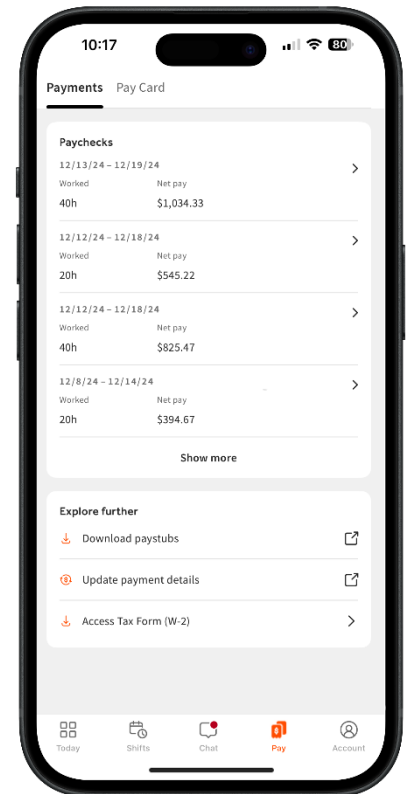 10:17
80
Payments Pay Card
Paychecks
12/13/24 – 12/19/24
Worked Net pay
40h $1,034.33
12/12/24 – 12/18/24
Worked Net pay
20h $545.22
12/12/24 – 12/18/24
Worked Net pay
40h $825.47
12/8/24 – 12/14/24
Worked Net pay
20h $394.67
Show more
Explore further
Download paystubs
Update payment details
Access Tax Form (W-2)
Today Shifts Chat Pay Account